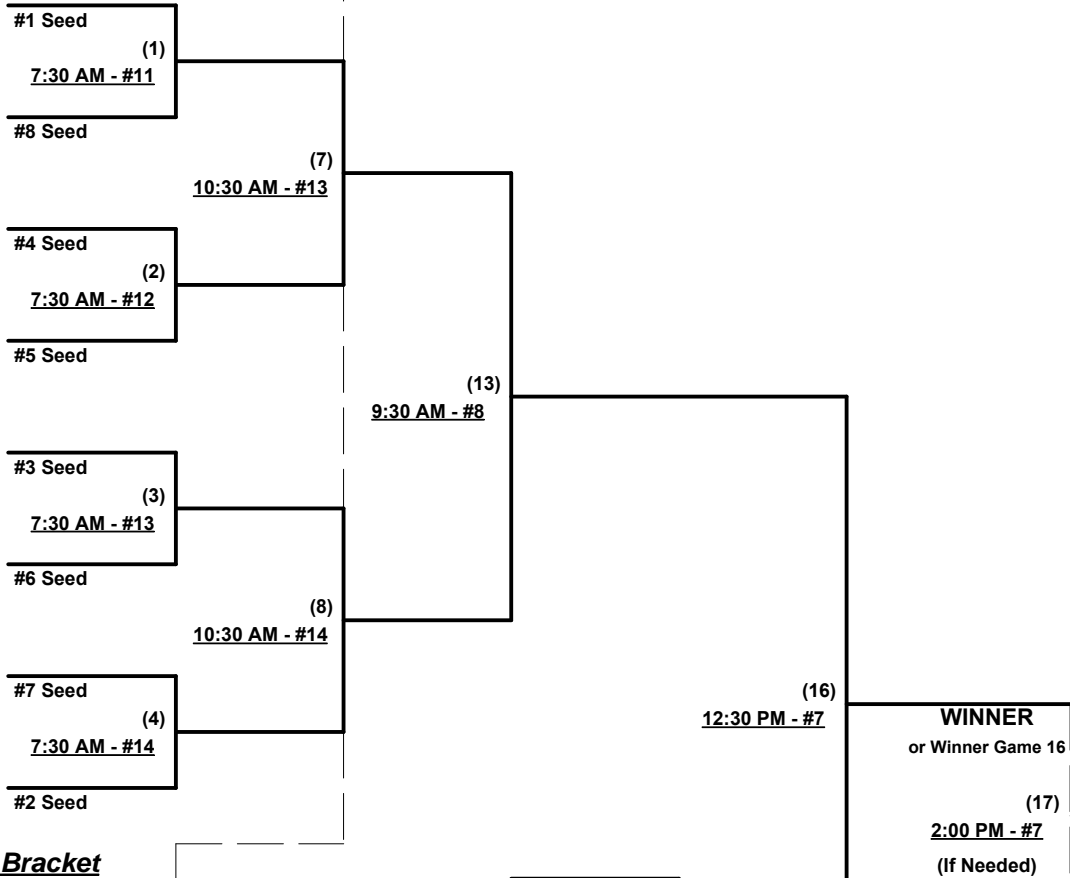 #1 Seed
(1)
7:30 AM - #11
#8 Seed
(7)
10:30 AM - #13
#4 Seed
(2)
7:30 AM - #12
#5 Seed
(13)
9:30 AM - #8
#3 Seed
(3)
7:30 AM - #13
#6 Seed
(8)
10:30 AM - #14
#7 Seed
(4)
7:30 AM - #14
#2 Seed
(16)
12:30 PM - #7
WINNER
or Winner Game 16
(17)
2:00 PM - #7
(If Needed)
Bracket